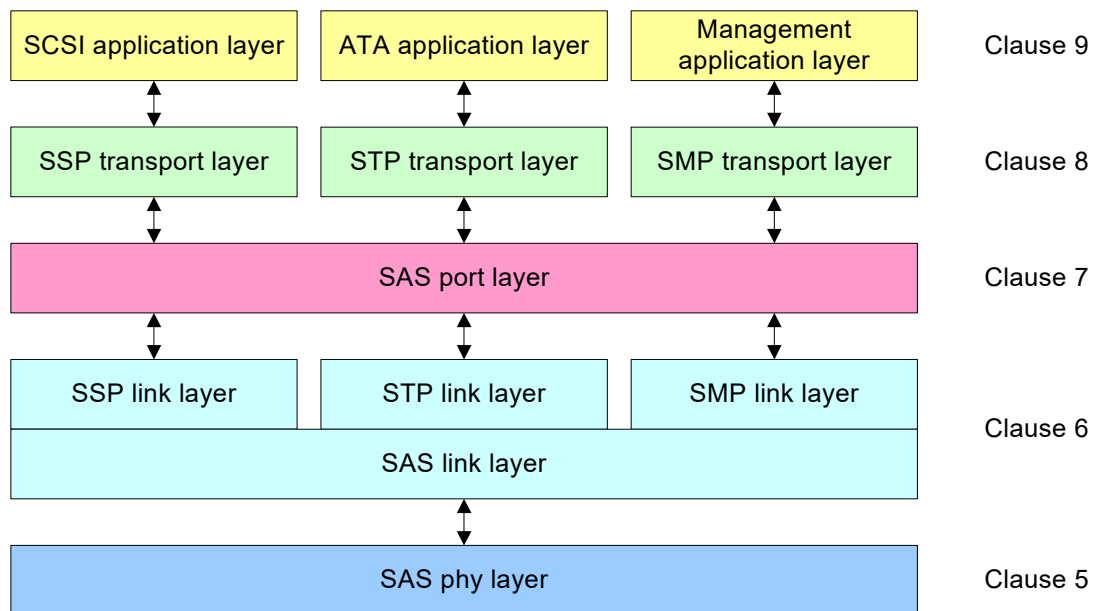 SCSI application layer
ATA application layer
Management
application layer
Clause 9
SSP transport layer
STP transport layer
SMP transport layer
Clause 8
SAS port layer
Clause 7
SSP link layer
STP link layer
SMP link layer
Clause 6
SAS link layer
SAS phy layer
Clause 5